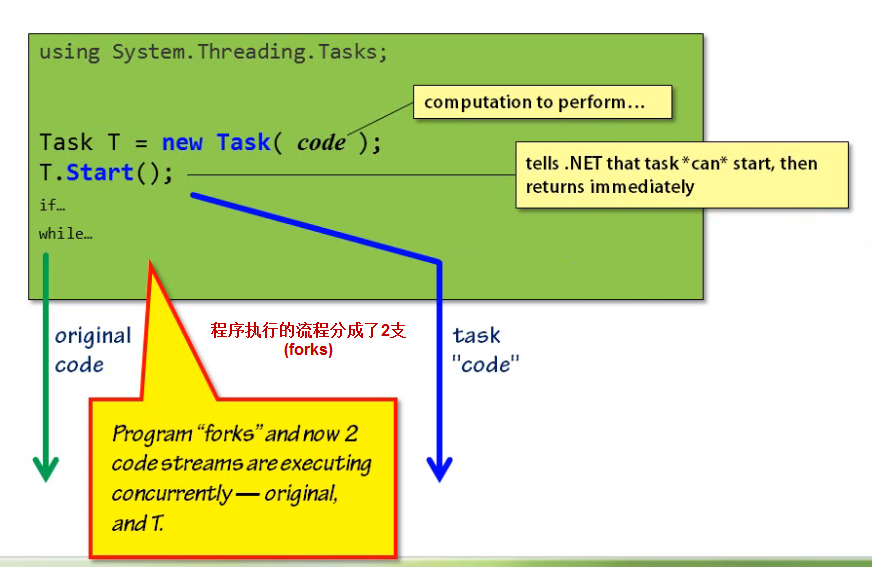 using System.Threading.Tasks;
computation to perform…
Task T = new Task( code );
T.Start();
tells .NET that task *can* start, then
returns immediately
if…
while…
original
code
程序执行的流程分成了2支
(forks)
task
"code"
Program “forks” and now 2
code streams are executing
concurrently — original,
and T.